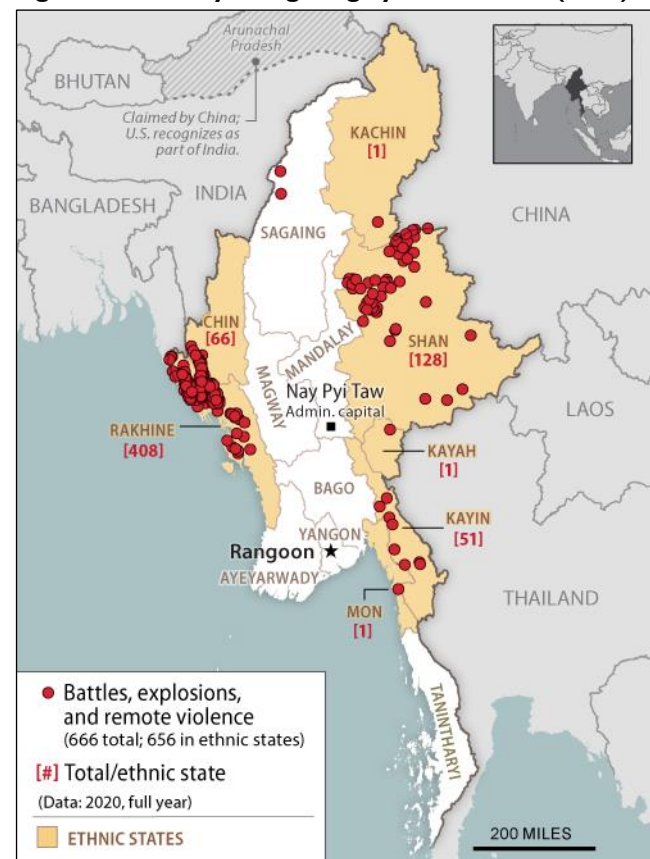 Arunachal
Pradesh
BHUTAN
Claimed by China;
U.S. recognizes as
part of India.
KACHIN
[1]
INDIA
BANGLADESH
CHINA
SAGAING
CHIN
[66]
MANDALAY
SHAN
[128]
MAGWAY
Nay Pyi Taw
Admin. capital
LAOS
RAKHINE
[408]
KAYAH
[1]
BAGO
KAYIN
[51]
YANGON
Rangoon
AYEYARWADY
THAILAND
MON
[1]
TANINTHARYI
Battles, explosions,
and remote violence
(666 total; 656 in ethnic states)
[#] Total/ethnic state
(Data: 2020, full year)
ETHNIC STATES
200 MILES